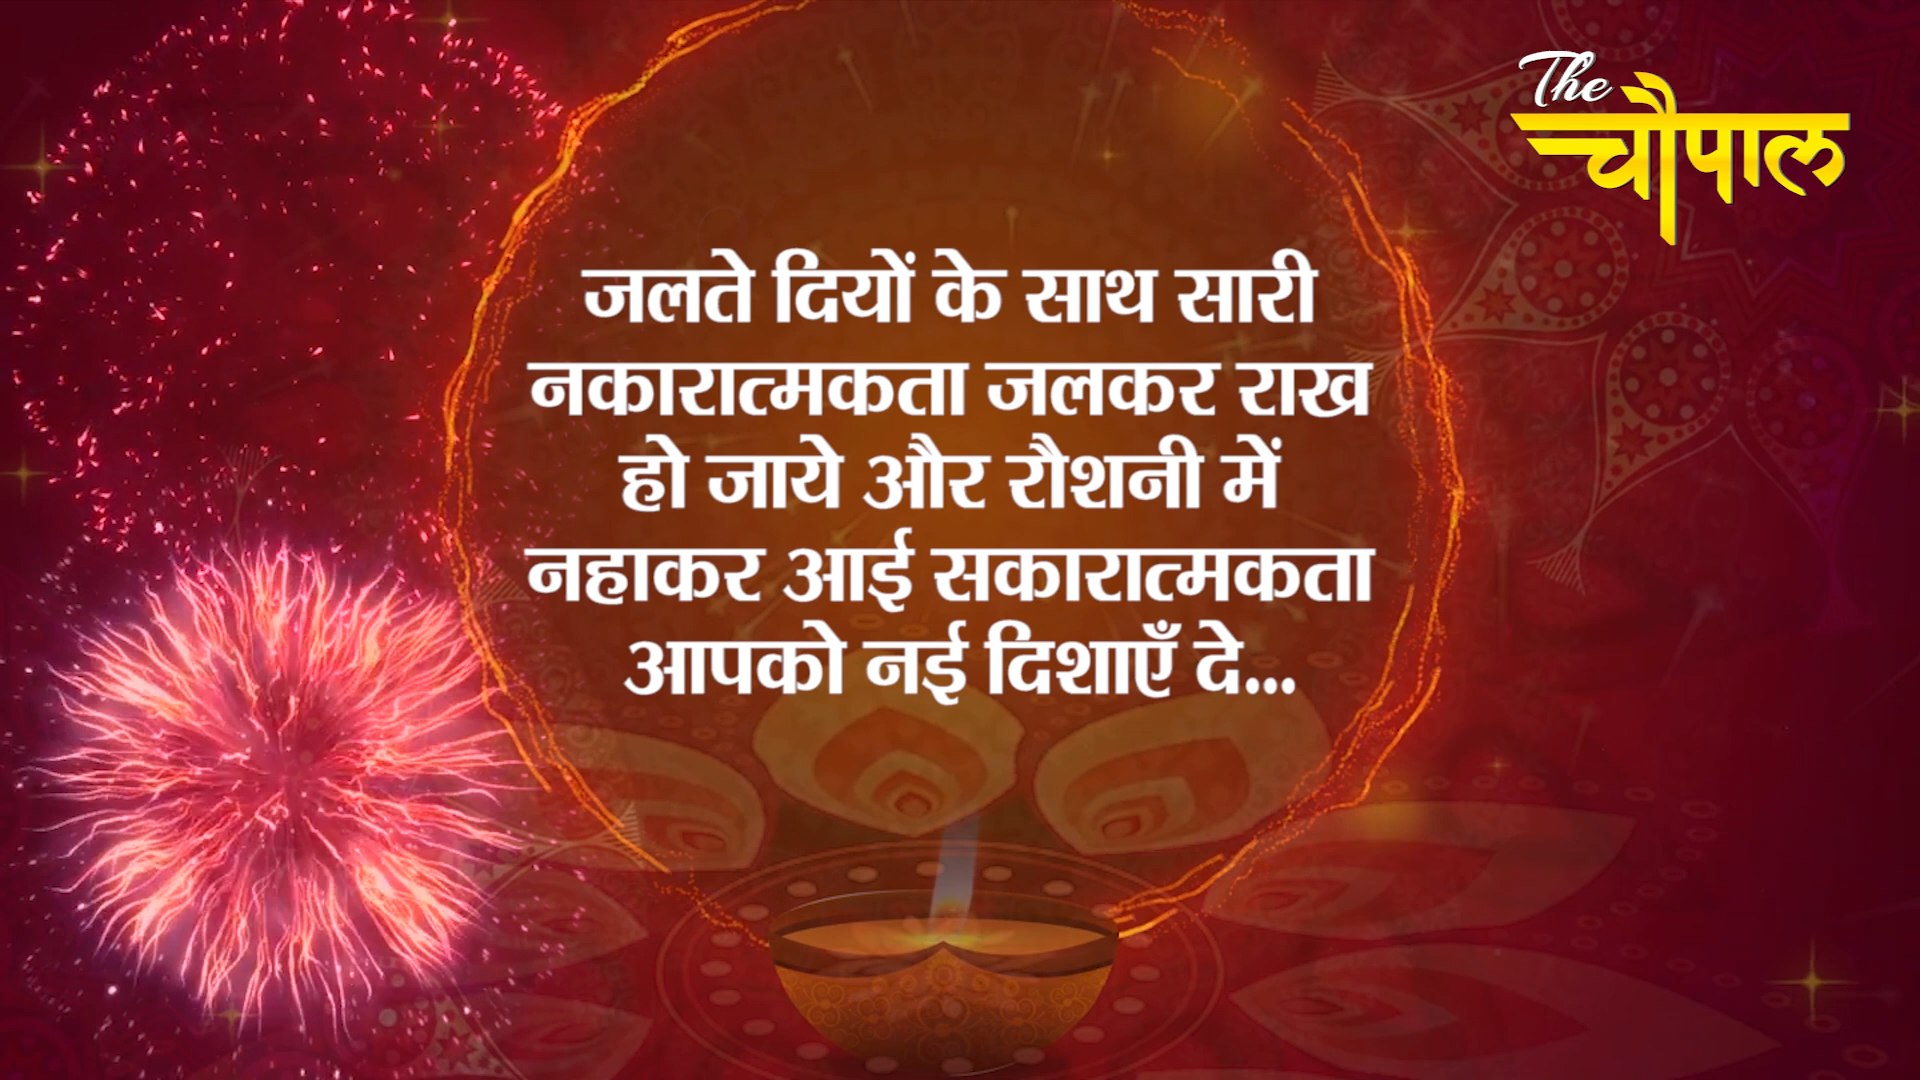 The
चौपाल
जलते दियों के साथ सारी
नकारात्मकता जलकर राख
हो जाये और रौशनी में
नहाकर आई सकारात्मकता
आपको नई दिशाएँ दे...